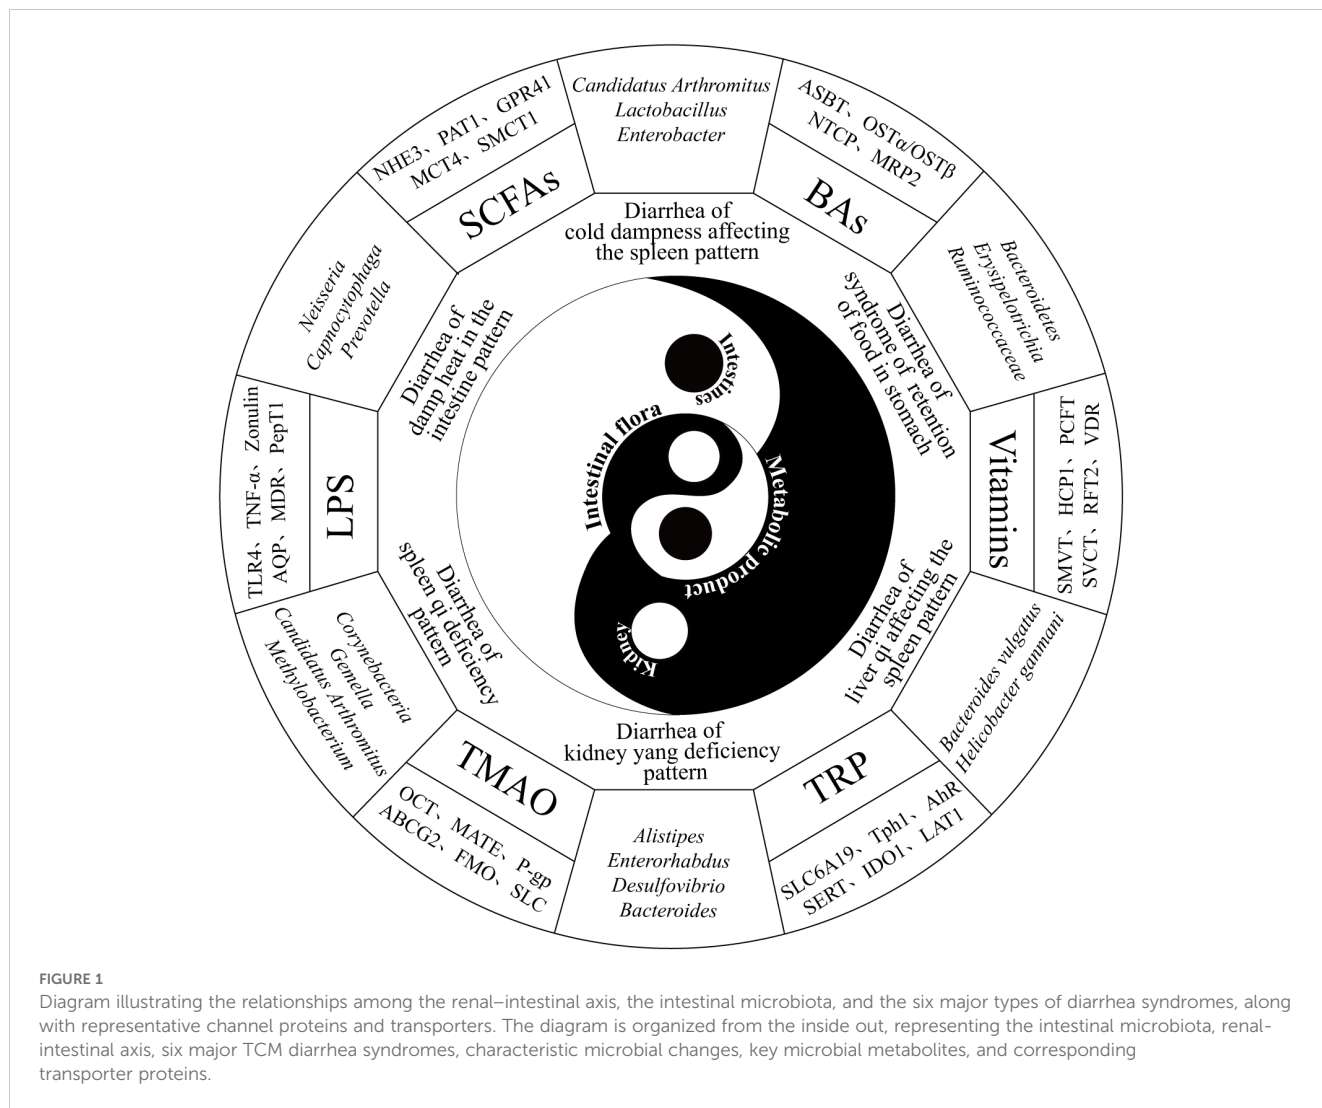 Candidatus Arthromitus
Lactobacillus
Enterobacter
ASBT、OSTα/OSTβ
NTCP、MRP2
BAs
Bacteroidetes
Erysipelotrichia
Ruminococcaceae
PCFT
VDR
SMVT、HCP1、
SVCT、RFT2、
Vitamins
Bacteroides vulgatus
Helicobacter ganmani
TRP
SLC6A19、Tph1、AhR
SERT、IDO1、LAT1
Alistipes
Enterorhabdus
Desulfovibrio
Bacteroides
TMAO
OCT、MATE、P-gp
ABCG2、FMO、SLC
Corynebacteria
Gemella
Candidatus Arthromitus
Methylobacterium
LPS
TLR4、TNF-α、Zonulin
AQP、MDR、PepT1
Neisseria
Capnocytophaga
Prevotella
NHE3、PAT1、GPR41
MCT4、SMCT1
SCFAs
Diarrhea of
cold dampness affecting
the spleen pattern
Diarrhea of
syndrome of retention
of food in stomach
Diarrhea of
liver qi affecting the
spleen pattern
Diarrhea of
kidney yang deficiency
pattern
Diarrhea of
spleen qi deficiency
pattern
Diarrhea of
damp heat in the
intestine pattern
Intestines
Intestinal flora
Metabolic product
Kidney
FIGURE 1
Diagram illustrating the relationships among the renal–intestinal axis, the intestinal microbiota, and the six major types of diarrhea syndromes, along
with representative channel proteins and transporters. The diagram is organized from the inside out, representing the intestinal microbiota, renal-
intestinal axis, six major TCM diarrhea syndromes, characteristic microbial changes, key microbial metabolites, and corresponding
transporter proteins.